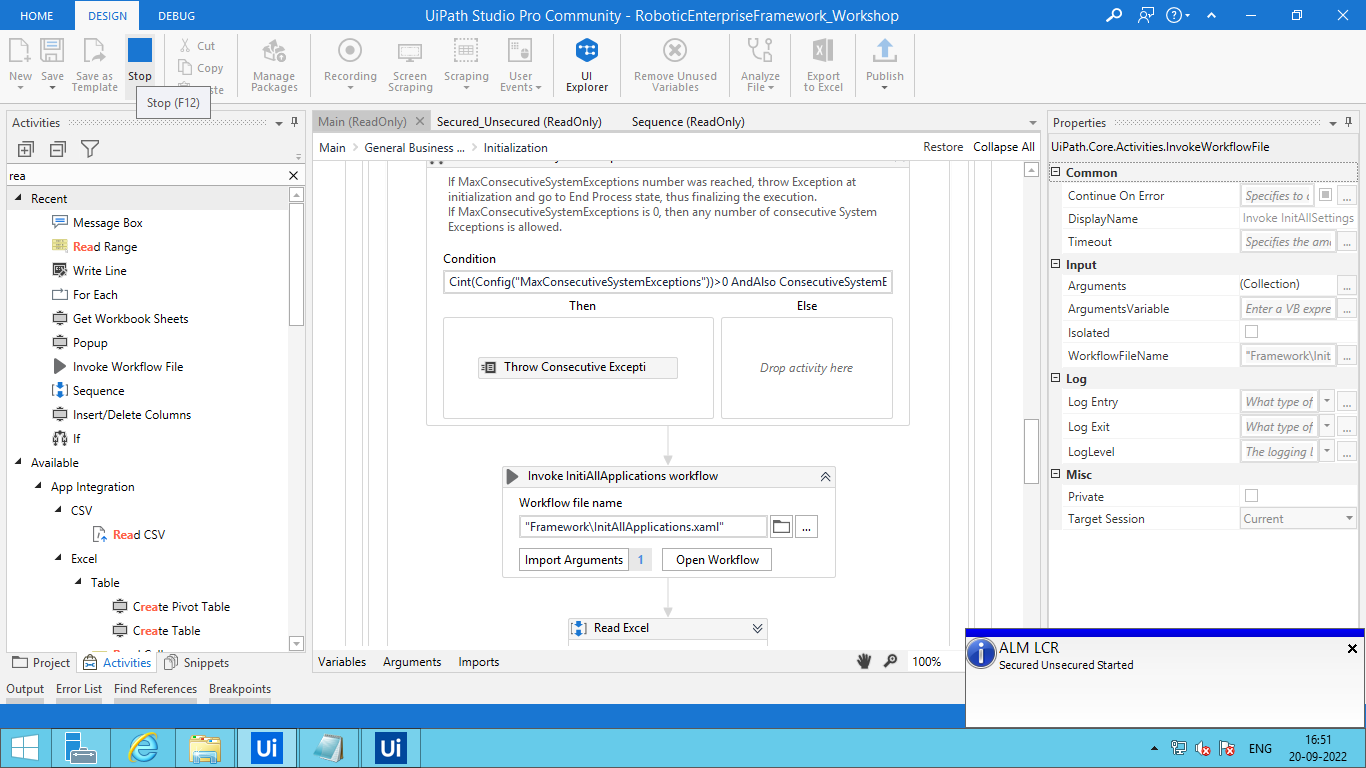 HOME
DESIGN
DEBUG
UiPath Studio Pro Community - RoboticEnterpriseFramework_Workshop
New
Save
Save as
Template
Stop
Cut
Copy
Manage
Packages
Recording
Screen
Scraping
Scraping
User
Events
UI
Explorer
Remove Unused
Variables
Analyze
File
Export
to Excel
Publish
Stop (F12)
Activities
rea
Recent
Message Box
Read Range
Write Line
For Each
Get Workbook Sheets
Popup
Invoke Workflow File
Sequence
Insert/Delete Columns
If
Available
App Integration
CSV
Read CSV
Excel
Table
Create Pivot Table
Create Table
Project
Activities
Snippets
Main (ReadOnly)
Secured_Unsecured (ReadOnly)
Sequence (ReadOnly)
Main > General Business ... > Initialization
Restore
Collapse All
If MaxConsecutiveSystemExceptions number was reached, throw Exception at
initialization and go to End Process state, thus finalizing the execution.
If MaxConsecutiveSystemExceptions is 0, then any number of consecutive System
Exceptions is allowed.
Condition
Cint(Config("MaxConsecutiveSystemExceptions"))>0 AndAlso ConsecutiveSystemE
Then
Else
Throw Consecutive Excepti
Drop activity here
Invoke InitiAllApplications workflow
Workflow file name
"Framework\InitAllApplications.xaml"
...
Import Arguments 1
Open Workflow
Read Excel
Variables
Arguments
Imports
100%
Properties
UiPath.Core.Activities.InvokeWorkflowFile
Common
Continue On Error
Specifies to c
...
DisplayName
Invoke InitAllSettings
Timeout
Specifies the amo
...
Input
Arguments
(Collection)
...
ArgumentsVariable
Enter a VB expre
...
Isolated
WorkflowFileName
"Framework\Init
...
Log
Log Entry
What type of
...
Log Exit
What type of
...
LogLevel
The logging l
...
Misc
Private
Target Session
Current
Output
Error List
Find References
Breakpoints
ALM LCR
Secured Unsecured Started
Ui
Ui
ENG
16:51
20-09-2022